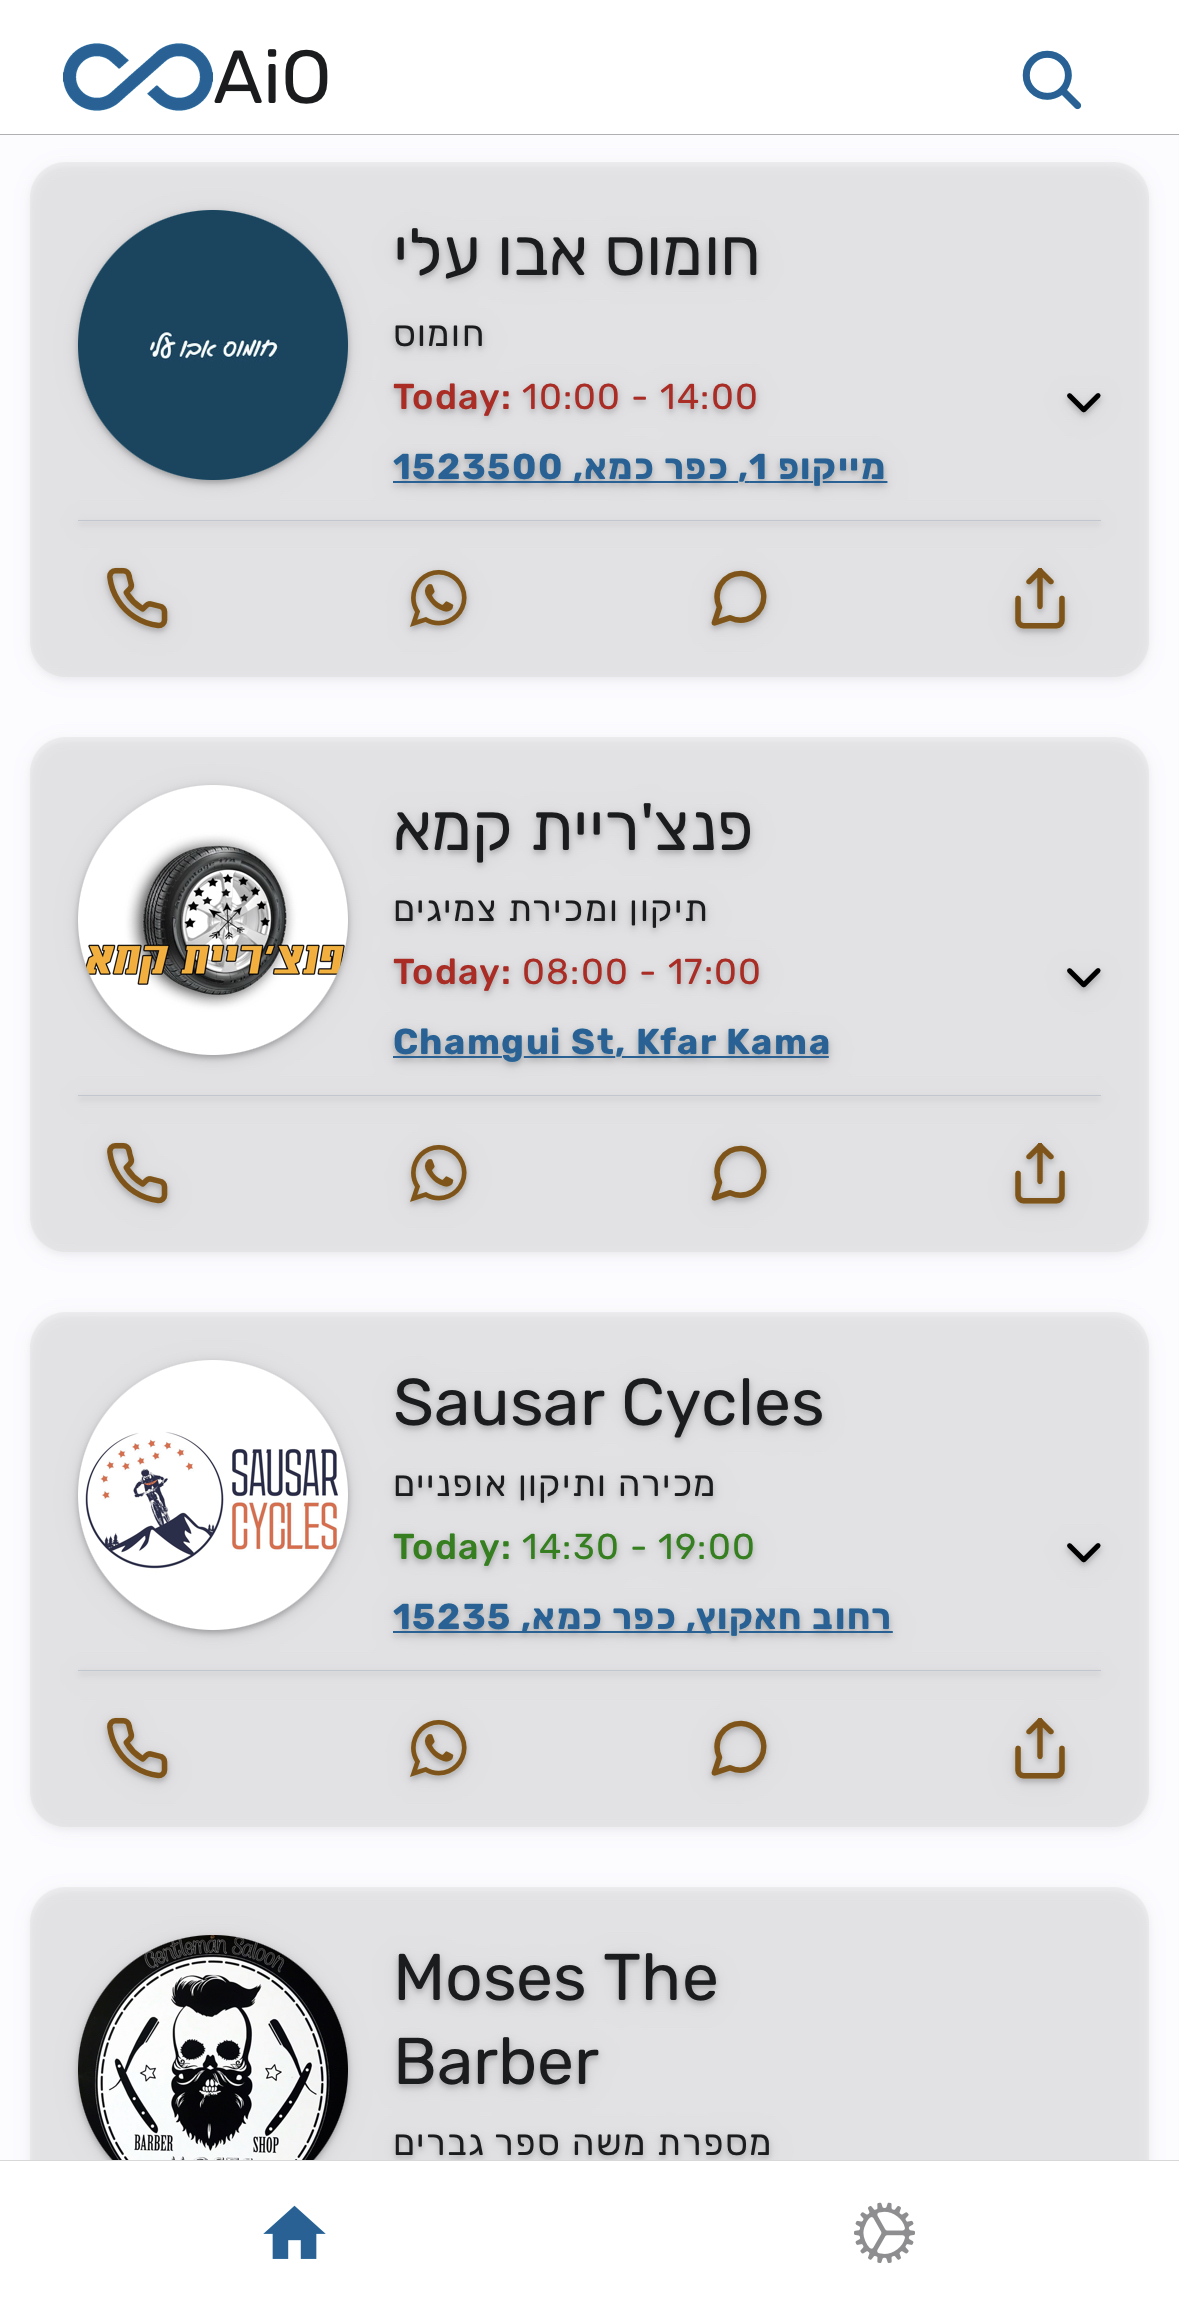 AiO
חומוס אבו עלי
חומוס אבו עלי
חומוס
Today: 10:00 - 14:00
מייקופ 1, כפר כמא, 1523500
פנצ'ריית קמא
פנצ'ריית קמא
תיקון ומכירת צמיגים
Today: 08:00 - 17:00
Chamgui St, Kfar Kama
SAUSAR
CYCLES
Sausar Cycles
מכירה ותיקון אופניים
Today: 14:30 - 19:00
רחוב חאקוץ, כפר כמא, 15235
Gentleman Saloon
BARBER SHOP
Moses The
Barber
מספרת משה ספר גברים